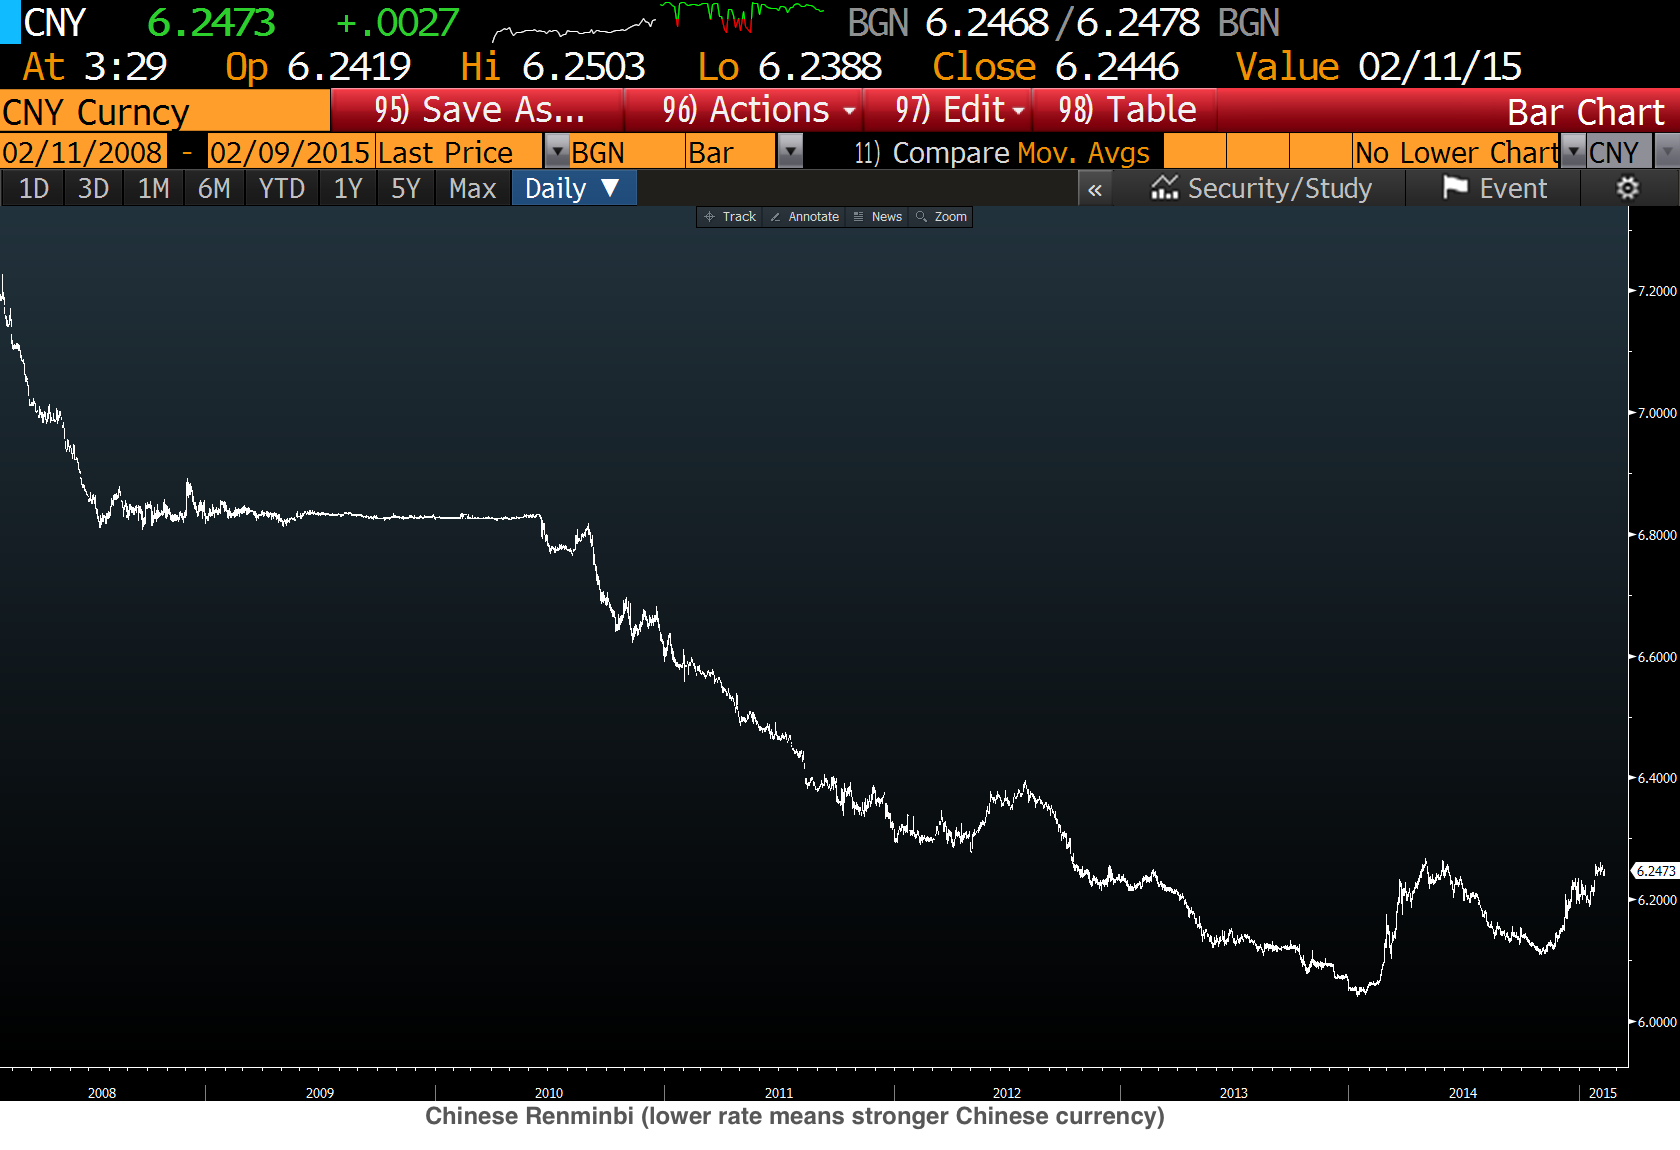 CNY 6.2473 +.0027 BGN 6.2468/6.2478 BGN
At 3:29 Op 6.2419 Hi 6.2503 Lo 6.2388 Close 6.2446 Value 02/11/15
CNY Curncy 95) Save As... 96) Actions 97) Edit 98) Table Bar Chart
02/11/2008 - 02/09/2015 Last Price BGN Bar 11) Compare Mov. Avgs No Lower Chart CNY
1D 3D 1M 6M YTD 1Y 5Y Max Daily ▼ « Security/Study Event
Track Annotate News Zoom
7.2000
7.0000
6.8000
6.6000
6.4000
6.2473
6.2000
6.0000
2008 2009 2010 2011 2012 2013 2014 2015
Chinese Renminbi (lower rate means stronger Chinese currency)